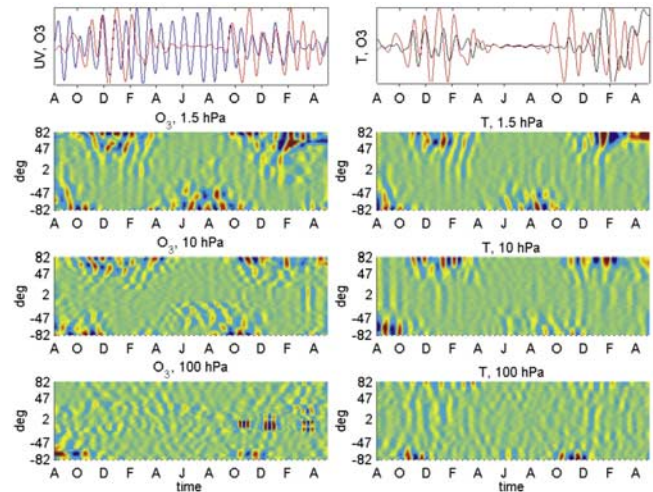 UV, O3
A O D F A J A O D F A
T, O3
A O D F A J A O D F A
O₃, 1.5 hPa
deg
82
47
2
-47
-82
A O D F A J A O D F A
T, 1.5 hPa
deg
82
47
2
-47
-82
A O D F A J A O D F A
O₃, 10 hPa
deg
82
47
2
-47
-82
A O D F A J A O D F A
T, 10 hPa
deg
82
47
2
-47
-82
A O D F A J A O D F A
O₃, 100 hPa
deg
82
47
2
-47
-82
A O D F A J A O D F A
time
T, 100 hPa
deg
82
47
2
-47
-82
A O D F A J A O D F A
time